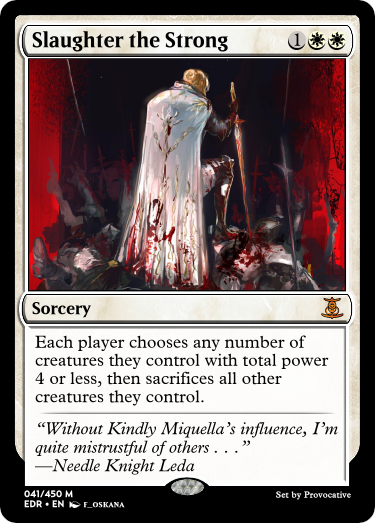 Slaughter the Strong 1
Sorcery
Each player chooses any number of
creatures they control with total power
4 or less, then sacrifices all other
creatures they control.
“Without Kindly Miquella’s influence, I’m
quite mistrustful of others . . .”
—Needle Knight Leda
041/450 M
EDR • EN F_OSKANA
Set by Provocative